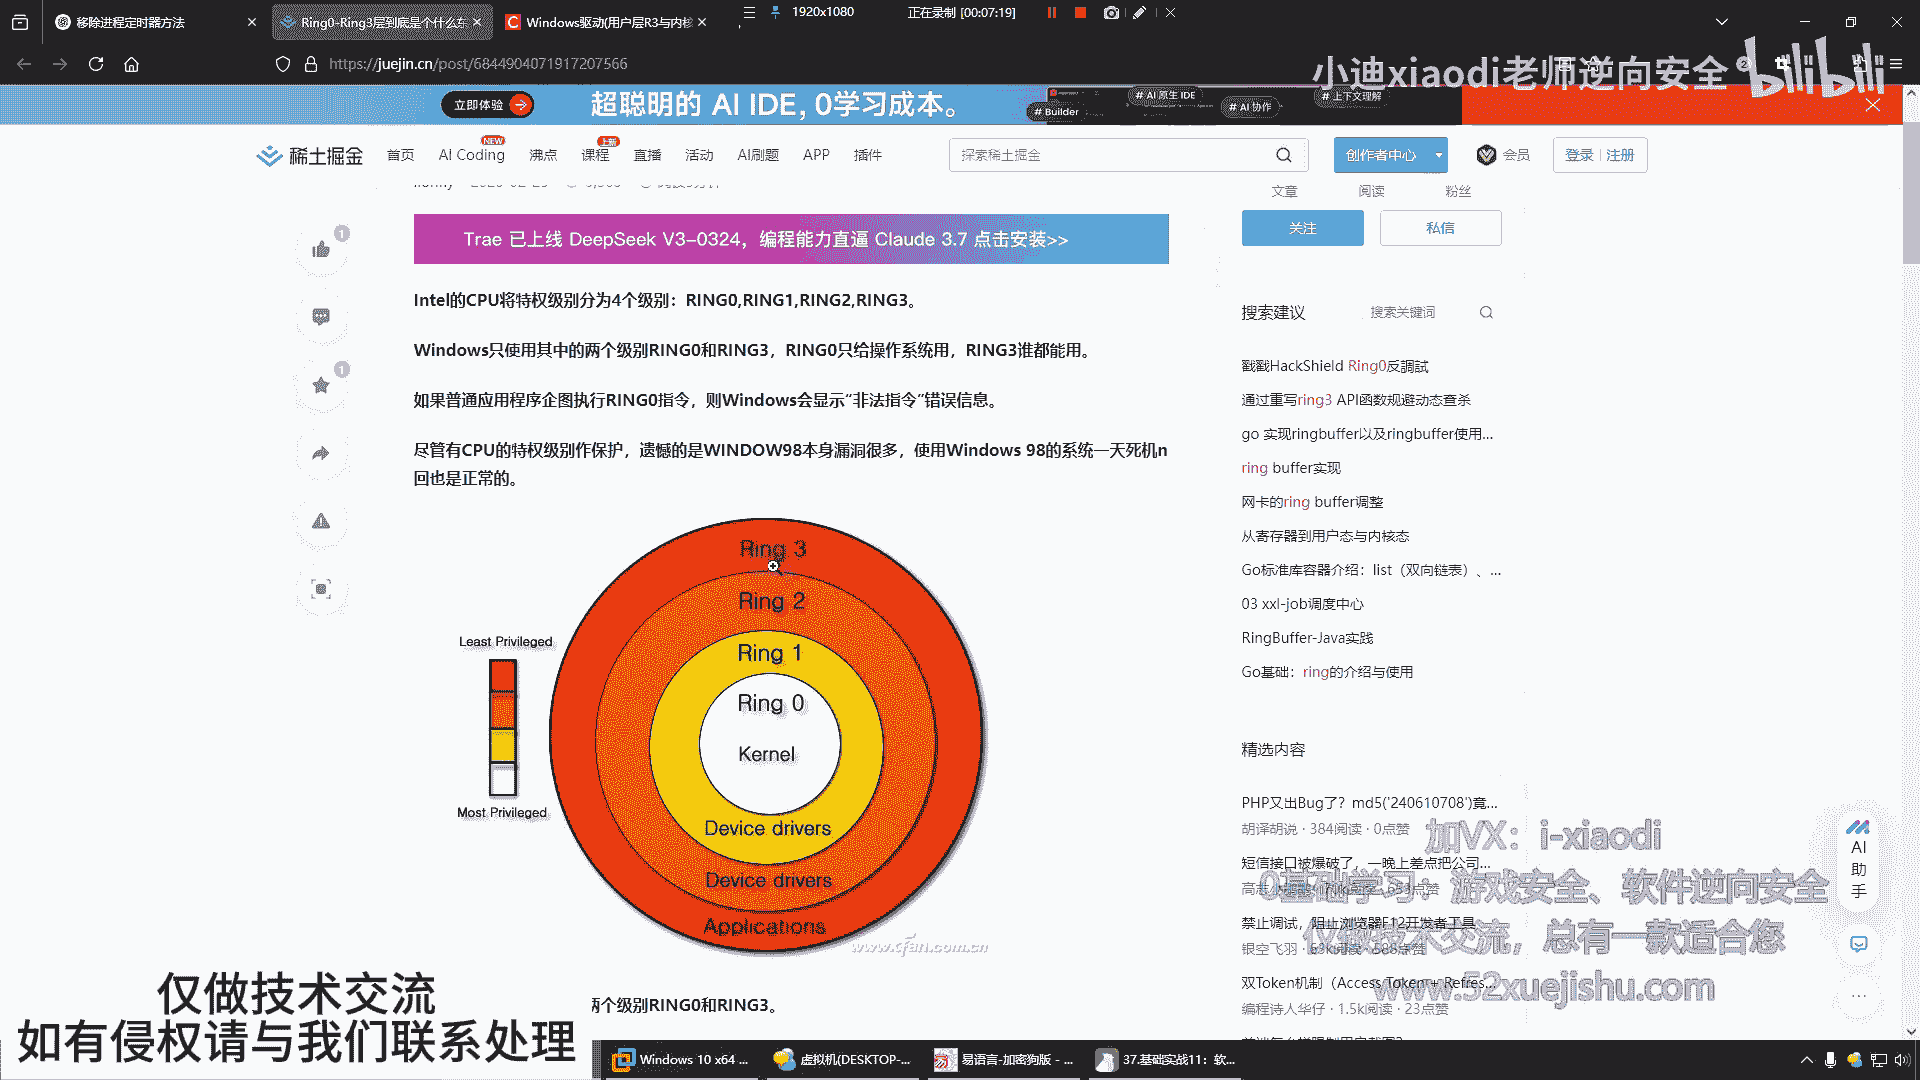 移除进程定时器方法
Ring0-Ring3层到底是个什么东
Windows驱动(用户层R3与内核
1920x1080
正在录制 [00:07:19]
https://juejin.cn/post/6844904071917207566
小迪xiaodi老师逆向安全
bilibili
立即体验
超聪明的 AI IDE, 0学习成本。
# Builder
# AI 原生 IDE
# AI 协作
# 上下文理解
稀土掘金
首页
AI Coding
NEW
沸点
课程
上新
直播
活动
AI刷题
APP
插件
探索稀土掘金
创作者中心
会员
登录 | 注册
文章
阅读
粉丝
关注
私信
1
1
Trae 已上线 DeepSeek V3-0324，编程能力直逼 Claude 3.7 点击安装>>
Intel的CPU将特权级别分为4个级别：RING0,RING1,RING2,RING3。
Windows只使用其中的两个级别RING0和RING3，RING0只给操作系统用，RING3谁都能用。
如果普通应用程序企图执行RING0指令，则Windows会显示“非法指令”错误信息。
尽管有CPU的特权级别作保护，遗憾的是WINDOW98本身漏洞很多，使用Windows 98的系统一天死机n
回也是正常的。
Ring 3
Ring 2
Ring 1
Ring 0
Kernel
Device drivers
Device drivers
Applications
Least Privileged
Most Privileged
www.cfan.com.cn
两个级别RING0和RING3。
搜索建议
搜索关键词
戳戳HackShield Ring0反調試
通过重写ring3 API函数规避动态查杀
go 实现ringbuffer以及ringbuffer使用...
ring buffer实现
网卡的ring buffer调整
从寄存器到用户态与内核态
Go标准库容器介绍：list（双向链表）、...
03 xxl-job调度中心
RingBuffer-Java实践
Go基础：ring的介绍与使用
精选内容
PHP又出Bug了？md5('240610708')竟...
胡译胡说 · 384阅读 · 0点赞
短信接口被爆破了，一晚上差点把公司...
禁止调试，阻止浏览器F12开发者工具
银空飞羽
双Token机制（Access Token + Refres...
编程诗人华仔 · 1.5k阅读 · 23点赞
加VX：i-xiaodi
0基础学习：游戏安全、软件逆向安全
仅做技术交流，总有一款适合您
www.52xuejishu.com
AI
助
手
仅做技术交流
如有侵权请与我们联系处理
Windows 10 x64 ...
虚拟机(DESKTOP-...
易语言-加密狗版 - ...
37.基础实战11：软...